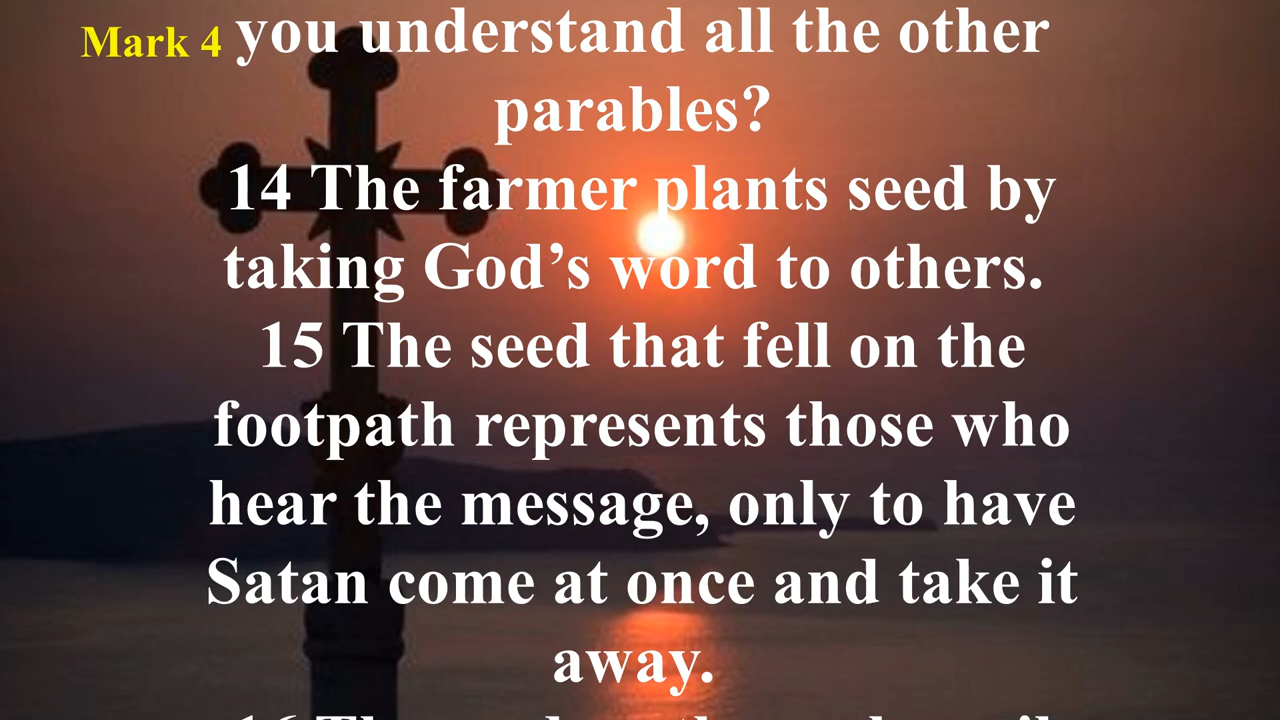 Mark 4 you understand all the other
parables?
14 The farmer plants seed by
taking God’s word to others.
15 The seed that fell on the
footpath represents those who
hear the message, only to have
Satan come at once and take it
away.